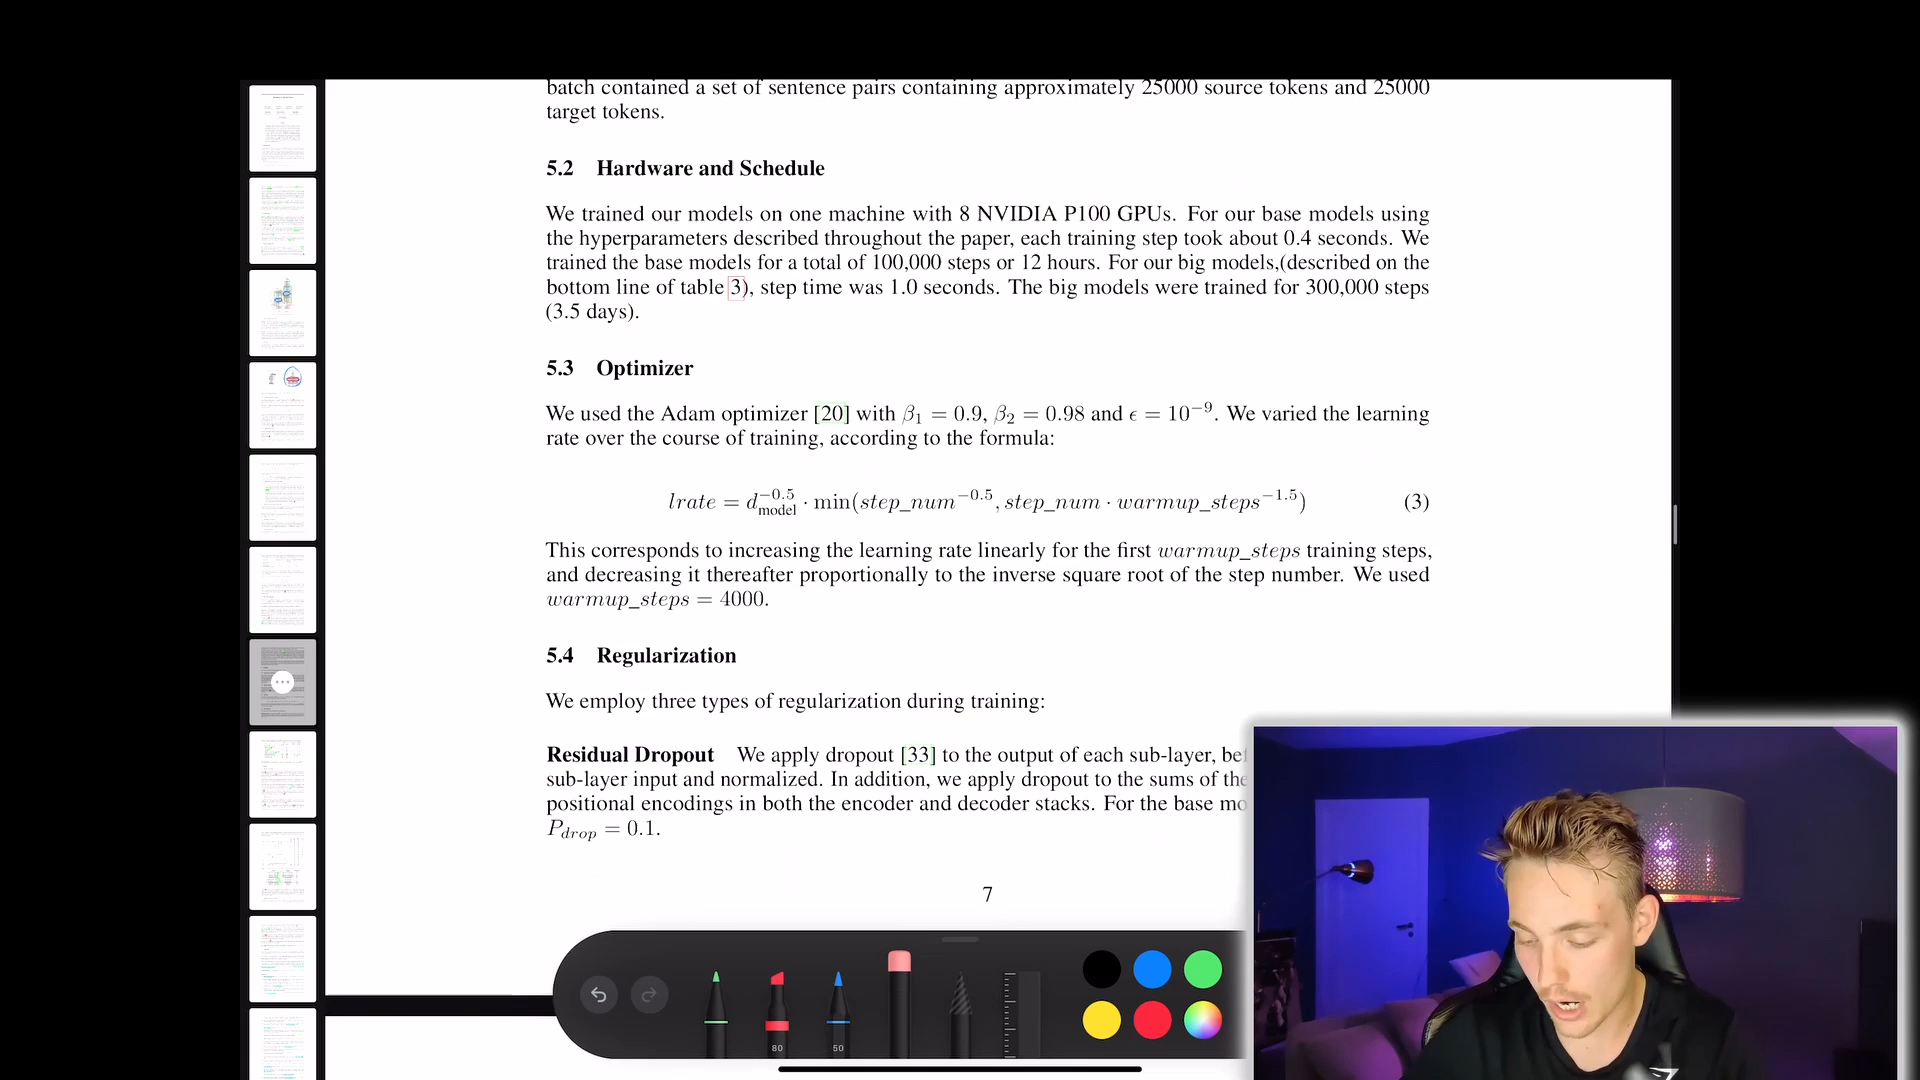 batch contained a set of sentence pairs containing approximately 25000 source tokens and 25000
target tokens.
5.2 Hardware and Schedule
We trained our models on one machine with 8 NVIDIA P100 GPUs. For our base models using
the hyperparameters described throughout the paper, each training step took about 0.4 seconds. We
trained the base models for a total of 100,000 steps or 12 hours. For our big models,(described on the
bottom line of table 3), step time was 1.0 seconds. The big models were trained for 300,000 steps
(3.5 days).
5.3 Optimizer
We used the Adam optimizer [20] with β₁ = 0.9, β₂ = 0.98 and ϵ = 10⁻⁹. We varied the learning
rate over the course of training, according to the formula:
lrate = d_model^−0.5 · min(step_num^−0.5, step_num · warmup_steps^−1.5) (3)
This corresponds to increasing the learning rate linearly for the first warmup_steps training steps,
and decreasing it thereafter proportionally to the inverse square root of the step number. We used
warmup_steps = 4000.
5.4 Regularization
We employ three types of regularization during training:
Residual Dropout We apply dropout [33] to the output of each sub-layer, bef
sub-layer input and normalized. In addition, we apply dropout to the sums of the
positional encodings in both the encoder and decoder stacks. For the base mo
P_drop = 0.1.
7
80 50